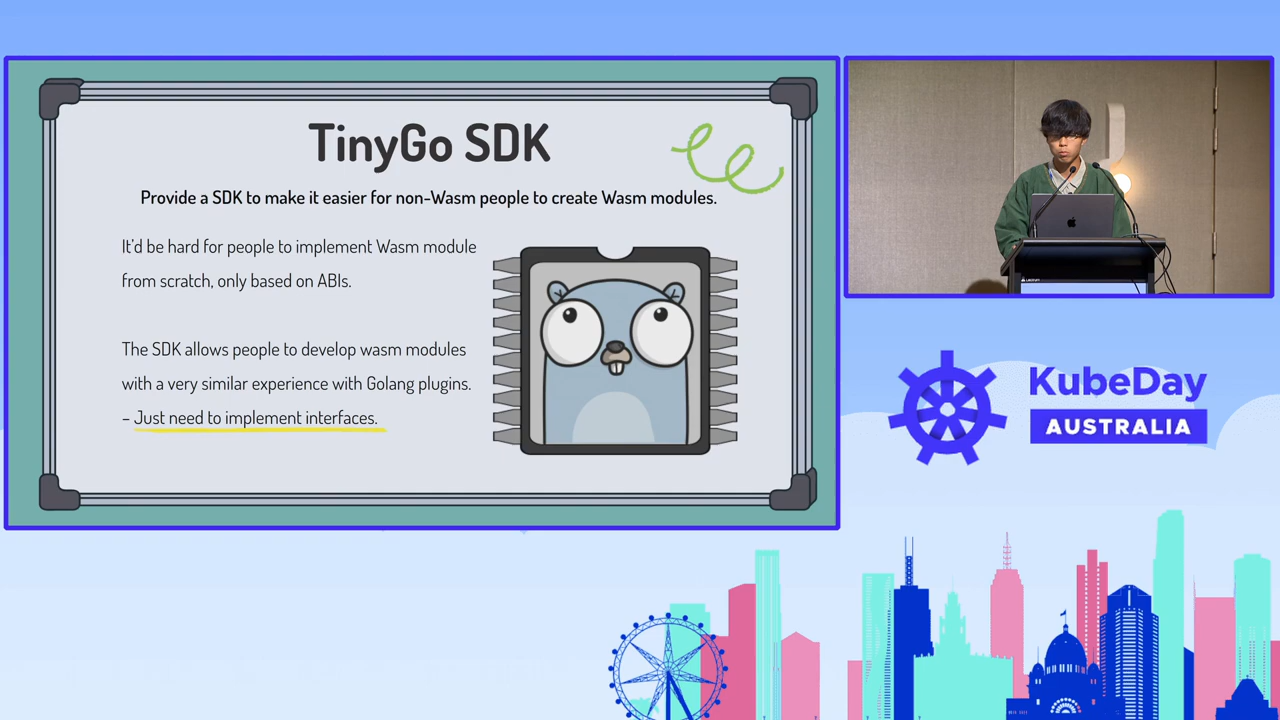 TinyGo SDK
Provide a SDK to make it easier for non-Wasm people to create Wasm modules.
It'd be hard for people to implement Wasm module
from scratch, only based on ABIs.
The SDK allows people to develop wasm modules
with a very similar experience with Golang plugins.
– Just need to implement interfaces.
KubeDay
AUSTRALIA